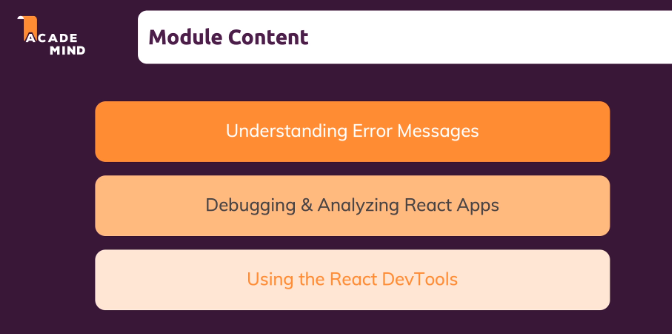 ACADE
MIND
Module Content
Understanding Error Messages
Debugging & Analyzing React Apps
Using the React DevTools